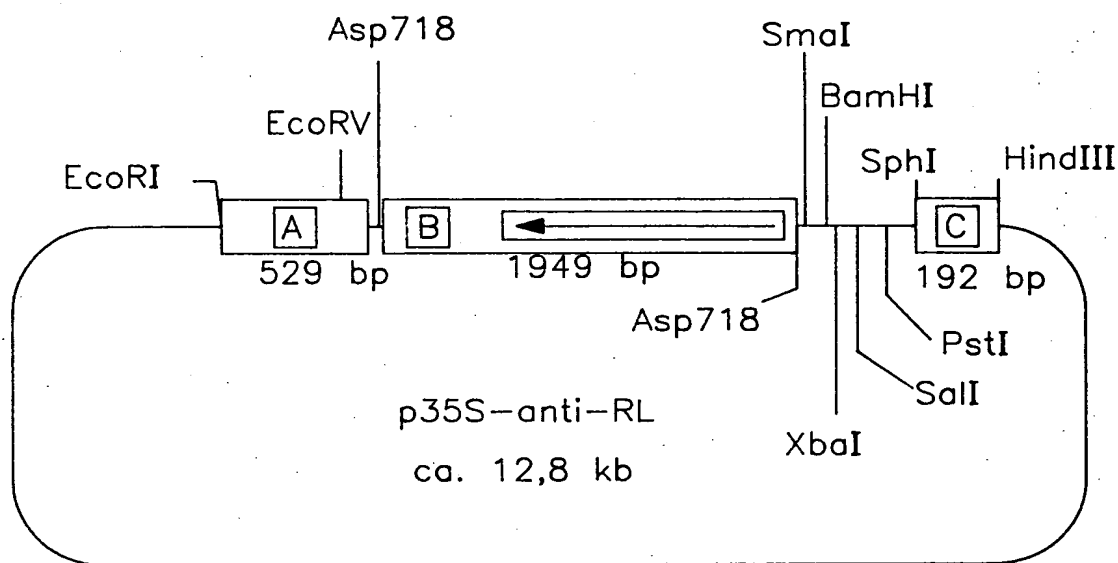 Asp718
SmaI
BamHI
EcoRV
SphI
HindIII
EcoRI
A
B
C
529 bp
1949 bp
192 bp
Asp718
PstI
SalI
XbaI
p35S-anti-RL
ca. 12,8 kb